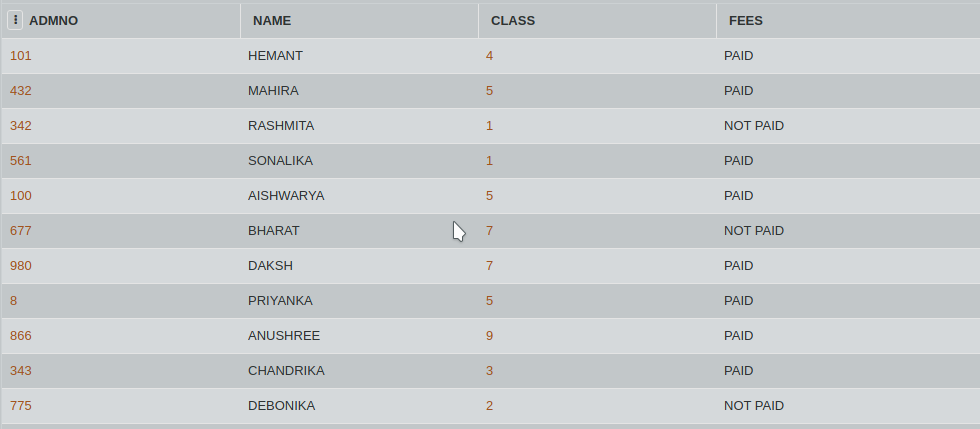 ADMNO NAME CLASS FEES
101 HEMANT 4 PAID
432 MAHIRA 5 PAID
342 RASHMITA 1 NOT PAID
561 SONALIKA 1 PAID
100 AISHWARYA 5 PAID
677 BHARAT 7 NOT PAID
980 DAKSH 7 PAID
8 PRIYANKA 5 PAID
866 ANUSHREE 9 PAID
343 CHANDRIKA 3 PAID
775 DEBONIKA 2 NOT PAID